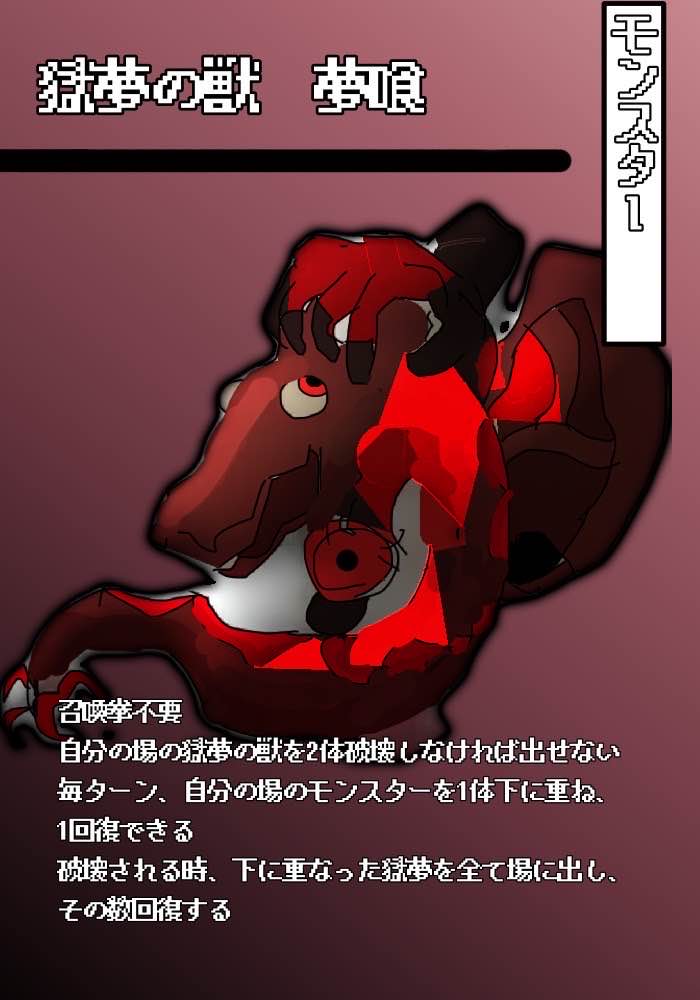 獄夢の獣　夢喰
モンスター
召喚拳不要
自分の場の獄夢の獣を2体破壊しなければ出せない
毎ターン、自分の場のモンスターを1体下に重ね、
1回復できる
破壊される時、下に重なった獄夢を全て場に出し、
その数回復する